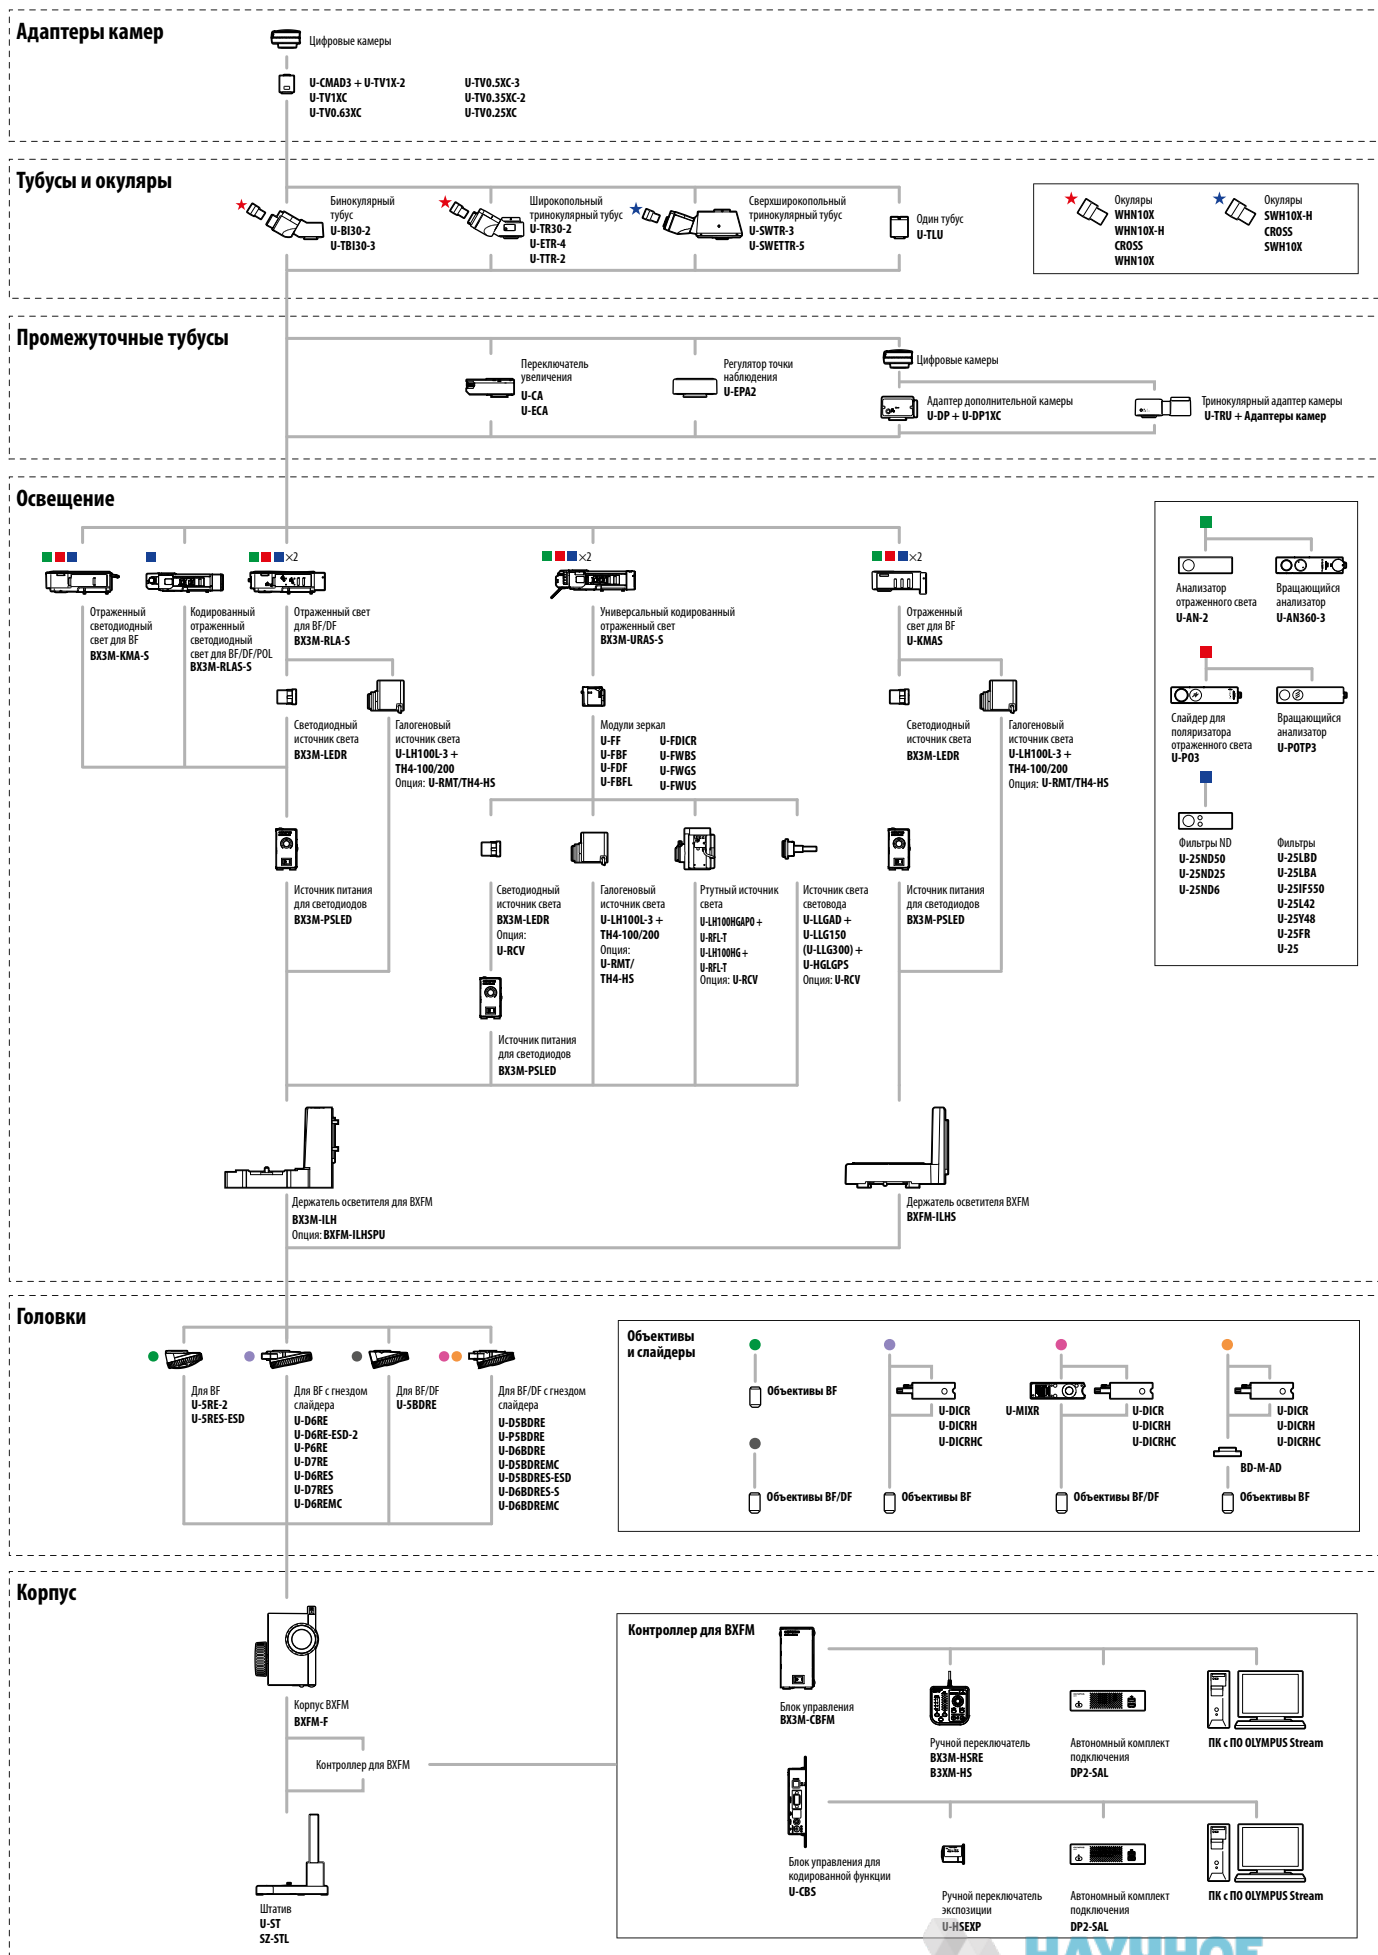 Адаптеры камер
Цифровые камеры
U-CMAD3 + U-TV1X-2
U-TV1XC
U-TV0.63XC
U-TV0.5XC-3
U-TV0.35XC-2
U-TV0.25XC
Тубусы и окуляры
Бинокулярный
тубус
U-BI30-2
U-TBI30-3
Широкопольный
тринокулярный тубус
U-TR30-2
U-ETR-4
U-TTR-2
Сверхширокопольный
тринокулярный тубус
U-SWTR-3
U-SWETTR-5
Один тубус
U-TLU
Окуляры
WHN10X
WHN10X-H
CROSS
WHN10X
Окуляры
SWH10X-H
CROSS
SWH10X
Промежуточные тубусы
Переключатель
увеличения
U-CA
U-ECA
Регулятор точки
наблюдения
U-EPA2
Цифровые камеры
Адаптер дополнительной камеры
U-DP + U-DP1XC
Тринокулярный адаптер камеры
U-TRU + Адаптеры камер
Освещение
×2
×2
×2
Отраженный
светодиодный
свет для BF
BX3M-KMA-S
Кодированный
отраженный
светодиодный
свет для BF/DF/POL
BX3M-RLAS-S
Отраженный свет
для BF/DF
BX3M-RLA-S
Универсальный кодированный
отраженный свет
BX3M-URAS-S
Отраженный
свет для BF
U-KMAS
Светодиодный
источник света
BX3M-LEDR
Галогеновый
источник света
U-LH100L-3 +
TH4-100/200
Опция: U-RMT/TH4-HS
Модули зеркал
U-FF
U-FBF
U-FDF
U-FBFL
U-FDICR
U-FWBS
U-FWGS
U-FWUS
Светодиодный
источник света
BX3M-LEDR
Галогеновый
источник света
U-LH100L-3 +
TH4-100/200
Опция: U-RMT/TH4-HS
Источник питания
для светодиодов
BX3M-PSLED
Светодиодный
источник света
BX3M-LEDR
Опция:
U-RCV
Галогеновый
источник света
U-LH100L-3 +
TH4-100/200
Опция:
U-RMT/
TH4-HS
Ртутный источник
света
U-LH100HGAPO +
U-RFL-T
U-LH100HG +
U-RFL-T
Опция: U-RCV
Источник света
световода
U-LLGAD +
U-LLG150
(U-LLG300) +
U-HGLGPS
Опция: U-RCV
Источник питания
для светодиодов
BX3M-PSLED
Источник питания
для светодиодов
BX3M-PSLED
Анализатор
отраженного света
U-AN-2
Вращающийся
анализатор
U-AN360-3
Слайдер для
поляризатора
отраженного света
U-PO3
Вращающийся
анализатор
U-POTP3
Фильтры ND
U-25ND50
U-25ND25
U-25ND6
Фильтры
U-25LBD
U-25LBA
U-25IF550
U-25L42
U-25Y48
U-25FR
U-25
Держатель осветителя для BXFM
BX3M-ILH
Опция: BXFM-ILHSPU
Держатель осветителя BXFM
BXFM-ILHS
Головки
Для BF
U-5RE-2
U-5RES-ESD
Для BF с гнездом
слайдера
U-D6RE
U-D6RE-ESD-2
U-P6RE
U-D7RE
U-D6RES
U-D7RES
U-D6REMC
Для BF/DF
U-5BDRE
Для BF/DF с гнездом
слайдера
U-D5BDRE
U-P5BDRE
U-D6BDRE
U-D5BDREMC
U-D5BDRES-ESD
U-D6BDRES-S
U-D6BDREMC
Объективы
и слайдеры
Объективы BF
Объективы BF/DF
U-DICR
U-DICRH
U-DICRHC
Объективы BF
U-MIXR
U-DICR
U-DICRH
U-DICRHC
Объективы BF/DF
U-DICR
U-DICRH
U-DICRHC
BD-M-AD
Объективы BF
Корпус
Корпус BXFM
BXFM-F
Контроллер для BXFM
Штатив
U-ST
SZ-STL
Контроллер для BXFM
Блок управления
BX3M-CBFM
Ручной переключатель
BX3M-HSRE
B3XM-HS
Автономный комплект
подключения
DP2-SAL
ПК с ПО OLYMPUS Stream
Блок управления для
кодированной функции
U-CBS
Ручной переключатель
экспозиции
U-HSEXP
Автономный комплект
подключения
DP2-SAL
ПК с ПО OLYMPUS Stream
НАУЧНОЕ